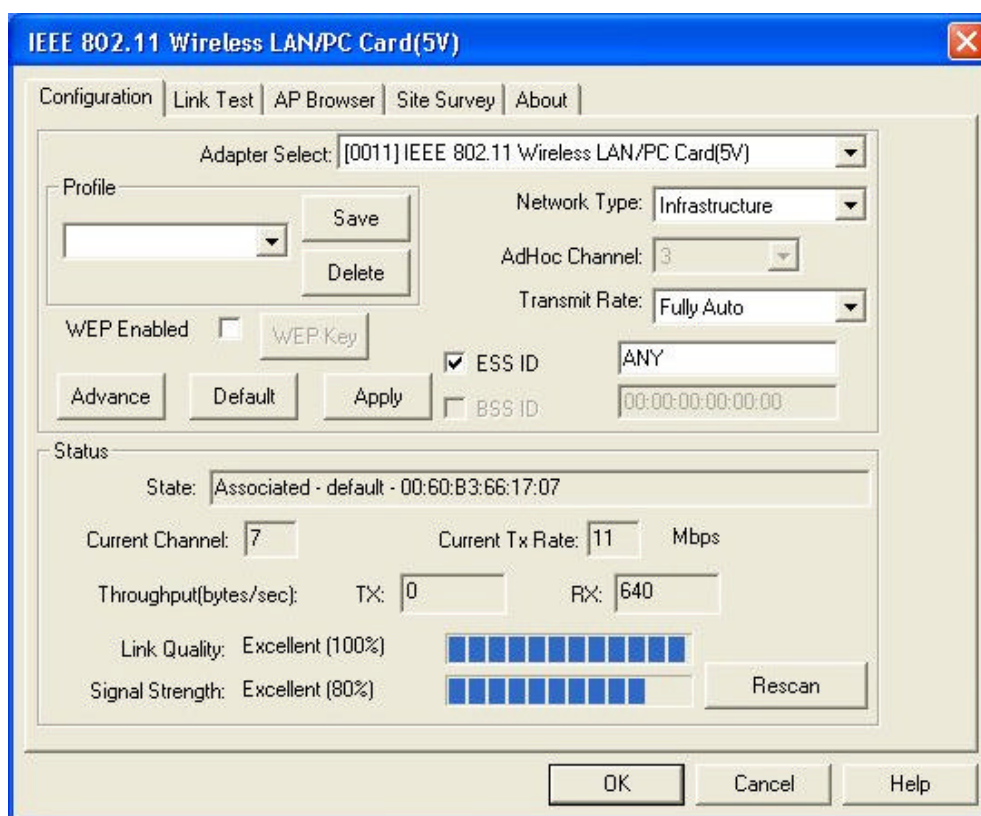 IEEE 802.11 Wireless LAN/PC Card(5V)
Configuration Link Test AP Browser Site Survey About
Adapter Select: [0011] IEEE 802.11 Wireless LAN/PC Card(5V)
Profile
Save
Delete
Network Type: Infrastructure
AdHoc Channel: 3
Transmit Rate: Fully Auto
WEP Enabled WEP Key
ESS ID ANY
BSS ID 00:00:00:00:00:00
Advance Default Apply
Status
State: Associated - default - 00:60:B3:66:17:07
Current Channel: 7 Current Tx Rate: 11 Mbps
Throughput(bytes/sec): TX: 0 RX: 640
Link Quality: Excellent (100%)
Signal Strength: Excellent (80%)
Rescan
OK Cancel Help